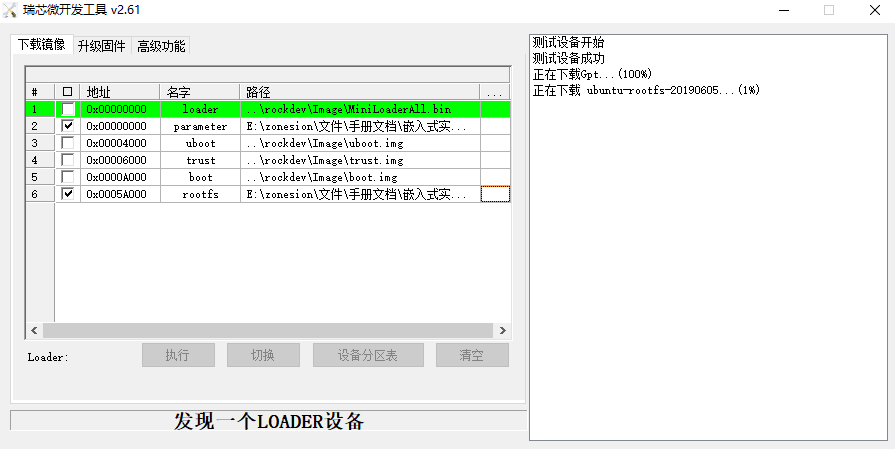 瑞芯微开发工具 v2.61
下载镜像 升级固件 高级功能
# 地址 名字 路径 ...
1 0x00000000 loader ..\rockdev\Image\MiniLoaderAll.bin
2 0x00000000 parameter E:\zonesion\文件\手册文档\嵌入式实...
3 0x00004000 uboot ..\rockdev\Image\uboot.img
4 0x00006000 trust ..\rockdev\Image\trust.img
5 0x0000A000 boot ..\rockdev\Image\boot.img
6 0x0005A000 rootfs E:\zonesion\文件\手册文档\嵌入式实...
Loader: 执行 切换 设备分区表 清空
发现一个LOADER设备
测试设备开始
测试设备成功
正在下载Gpt...(100%)
正在下载 ubuntu-rootfs-20190605...(1%)